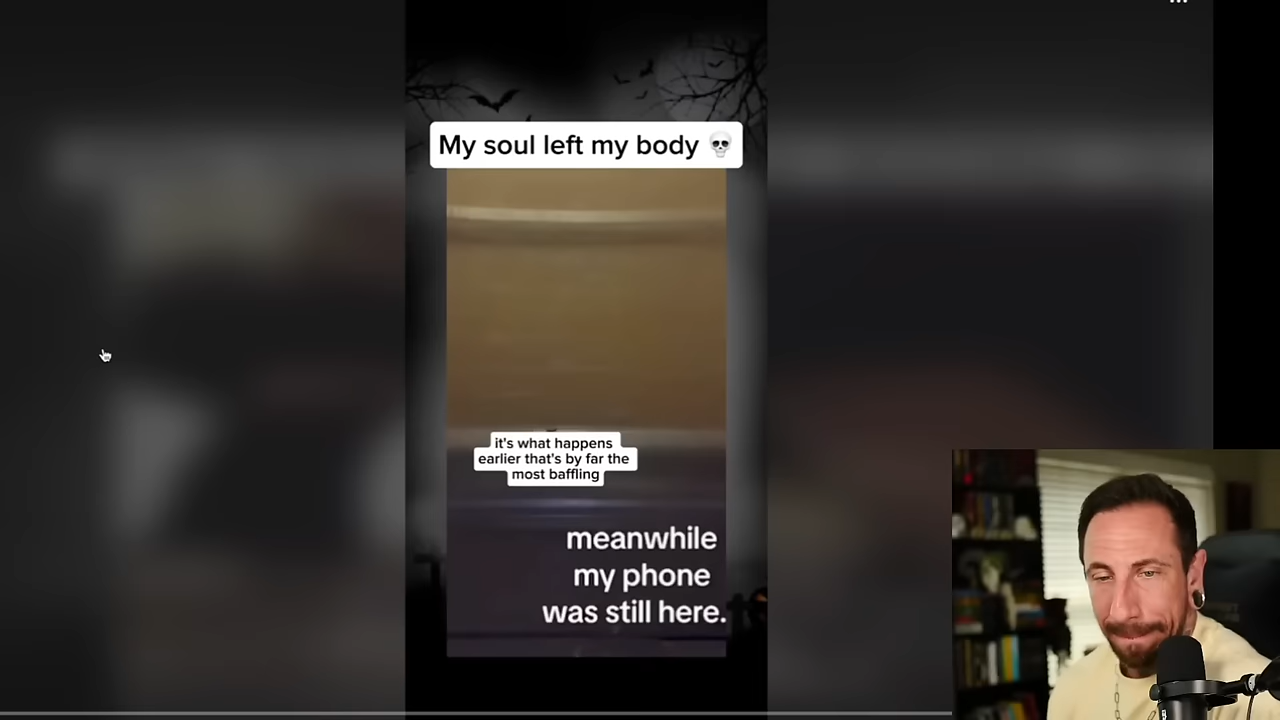 My soul left my body 💀
it's what happens
earlier that's by far the
most baffling
meanwhile
my phone
was still here.